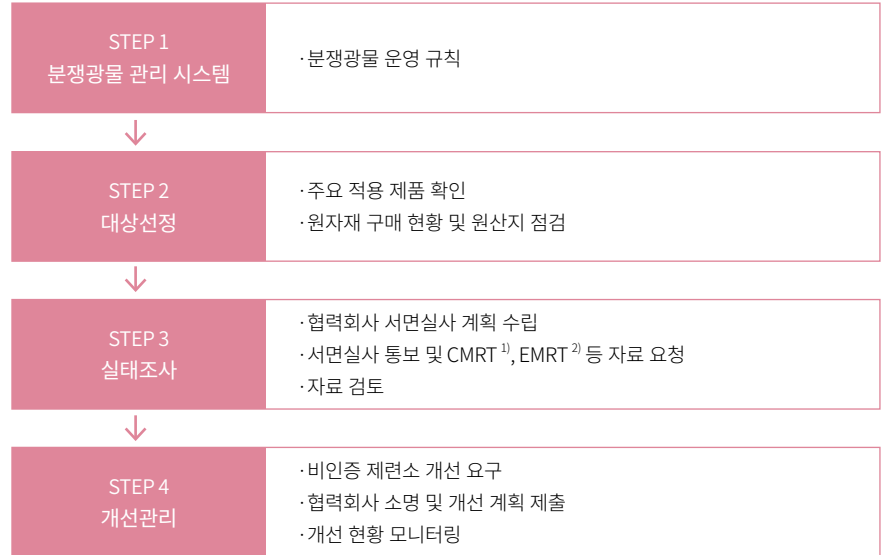 STEP 1
분쟁광물 관리 시스템
·분쟁광물 운영 규칙
STEP 2
대상선정
·주요 적용 제품 확인
·원자재 구매 현황 및 원산지 점검
STEP 3
실태조사
·협력회사 서면실사 계획 수립
·서면실사 통보 및 CMRT 1), EMRT 2) 등 자료 요청
·자료 검토
STEP 4
개선관리
·비인증 제련소 개선 요구
·협력회사 소명 및 개선 계획 제출
·개선 현황 모니터링